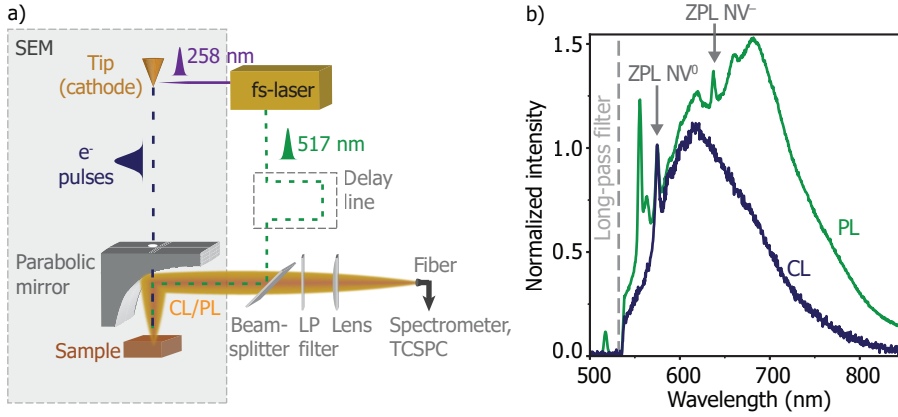 a)
SEM
Tip
(cathode)
258 nm
fs-laser
517 nm
e- pulses
Delay
line
Parabolic
mirror
CL/PL
Fiber
Beam-
splitter
LP
filter
Lens
Spectrometer,
TCSPC
Sample
b)
ZPL NV⁻
ZPL NV⁰
Long-pass filter
Normalized intensity
1.5
1.0
0.5
0.0
PL
CL
500 600 700 800
Wavelength (nm)